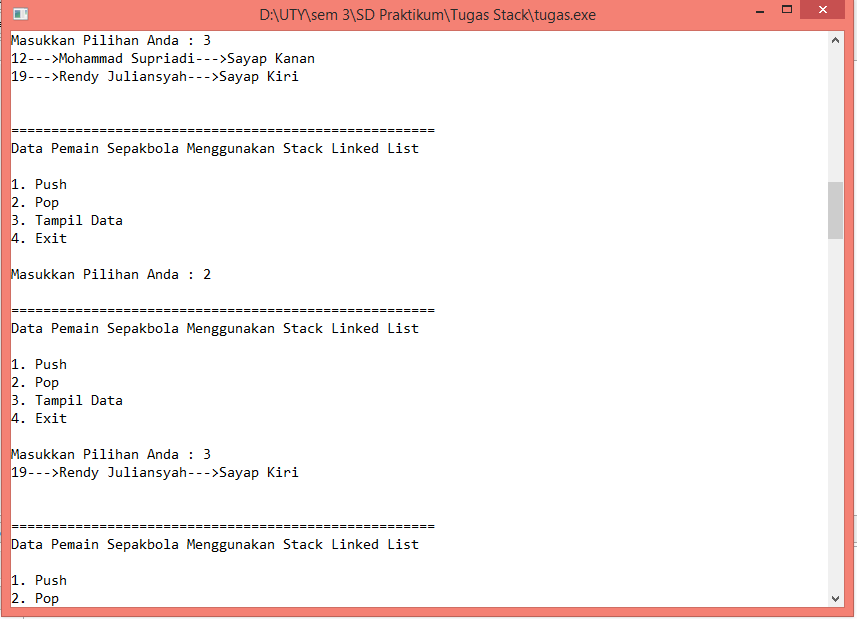 D:\UTY\sem 3\SD Praktikum\Tugas Stack\tugas.exe
Masukkan Pilihan Anda : 3
12--->Mohammad Supriadi--->Sayap Kanan
19--->Rendy Juliansyah--->Sayap Kiri
=====================================================
Data Pemain Sepakbola Menggunakan Stack Linked List
1. Push
2. Pop
3. Tampil Data
4. Exit
Masukkan Pilihan Anda : 2
=====================================================
Data Pemain Sepakbola Menggunakan Stack Linked List
1. Push
2. Pop
3. Tampil Data
4. Exit
Masukkan Pilihan Anda : 3
19--->Rendy Juliansyah--->Sayap Kiri
=====================================================
Data Pemain Sepakbola Menggunakan Stack Linked List
1. Push
2. Pop